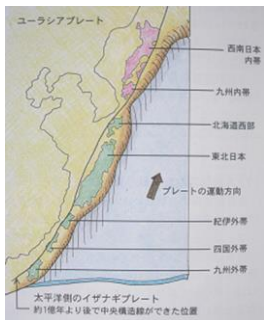 ユーラシアプレート
西南日本
内帯
九州内帯
北海道西部
東北日本
プレートの運動方向
紀伊外帯
四国外帯
九州外帯
太平洋側のイザナギプレート
約1億年より後で中央構造線ができた位置